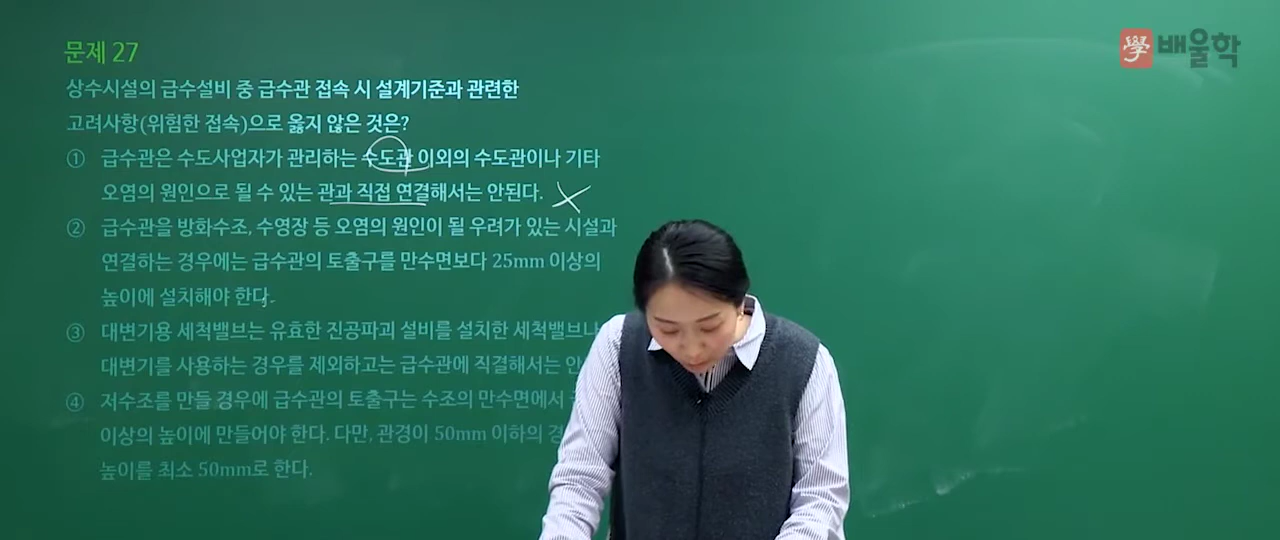 學 배울학
문제 27
상수시설의 급수설비 중 급수관 접속 시 설계기준과 관련한
고려사항(위험한 접속)으로 옳지 않은 것은?
① 급수관은 수도사업자가 관리하는 수도관 이외의 수도관이나 기타
오염의 원인으로 될 수 있는 관과 직접 연결해서는 안된다.
② 급수관을 방화수조, 수영장 등 오염의 원인이 될 우려가 있는 시설과
연결하는 경우에는 급수관의 토출구를 만수면보다 25mm 이상의
높이에 설치해야 한다.
③ 대변기용 세척밸브는 유효한 진공파괴 설비를 설치한 세척밸브나
대변기를 사용하는 경우를 제외하고는 급수관에 직결해서는
④ 저수조를 만들 경우에 급수관의 토출구는 수조의 만수면에서
이상의 높이에 만들어야 한다. 다만, 관경이 50mm 이하의
높이를 최소 50mm로 한다.